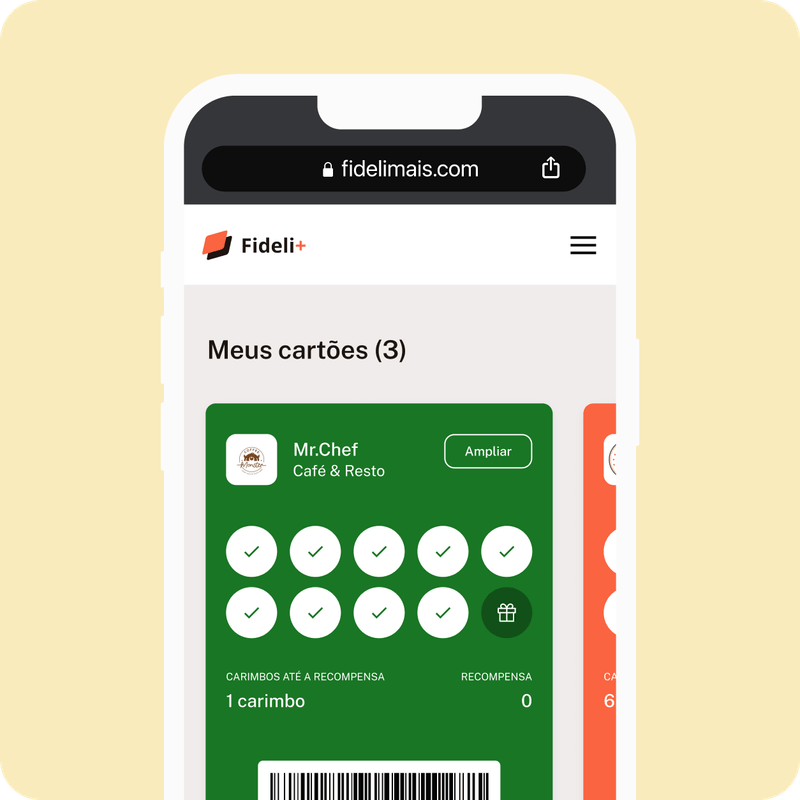 fidelimais.com
Fideli+
Meus cartões (3)
Mr.Chef
Café & Resto
Ampliar
CARIMBOS ATÉ A RECOMPENSA
RECOMPENSA
1 carimbo
0
CA
6